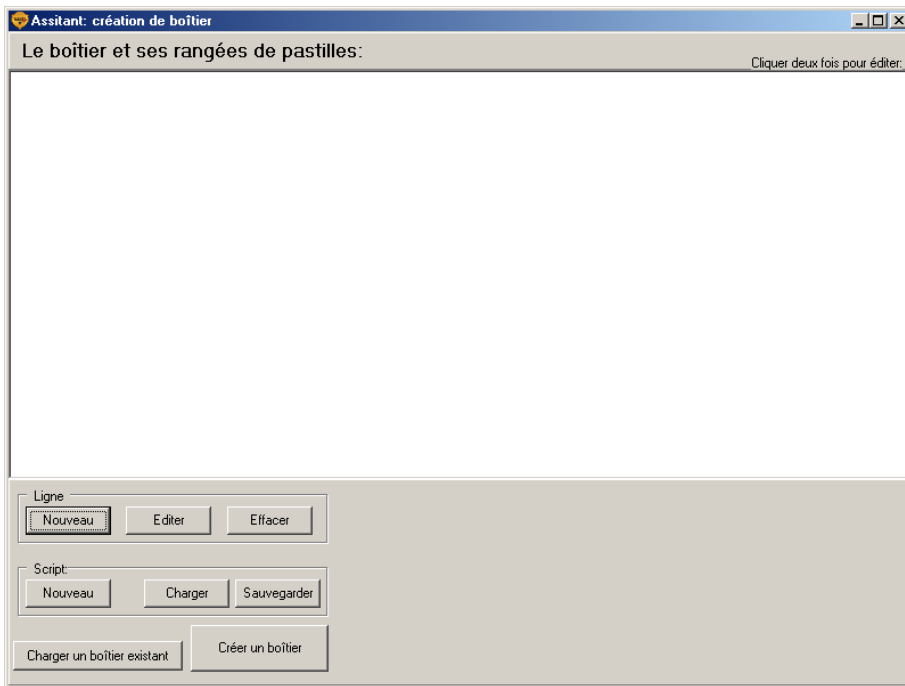 Assitant: création de boîtier
Le boîtier et ses rangées de pastilles:
Cliquer deux fois pour éditer:
Ligne
Nouveau Editer Effacer
Script:
Nouveau Charger Sauvegarder
Charger un boîtier existant Créer un boîtier